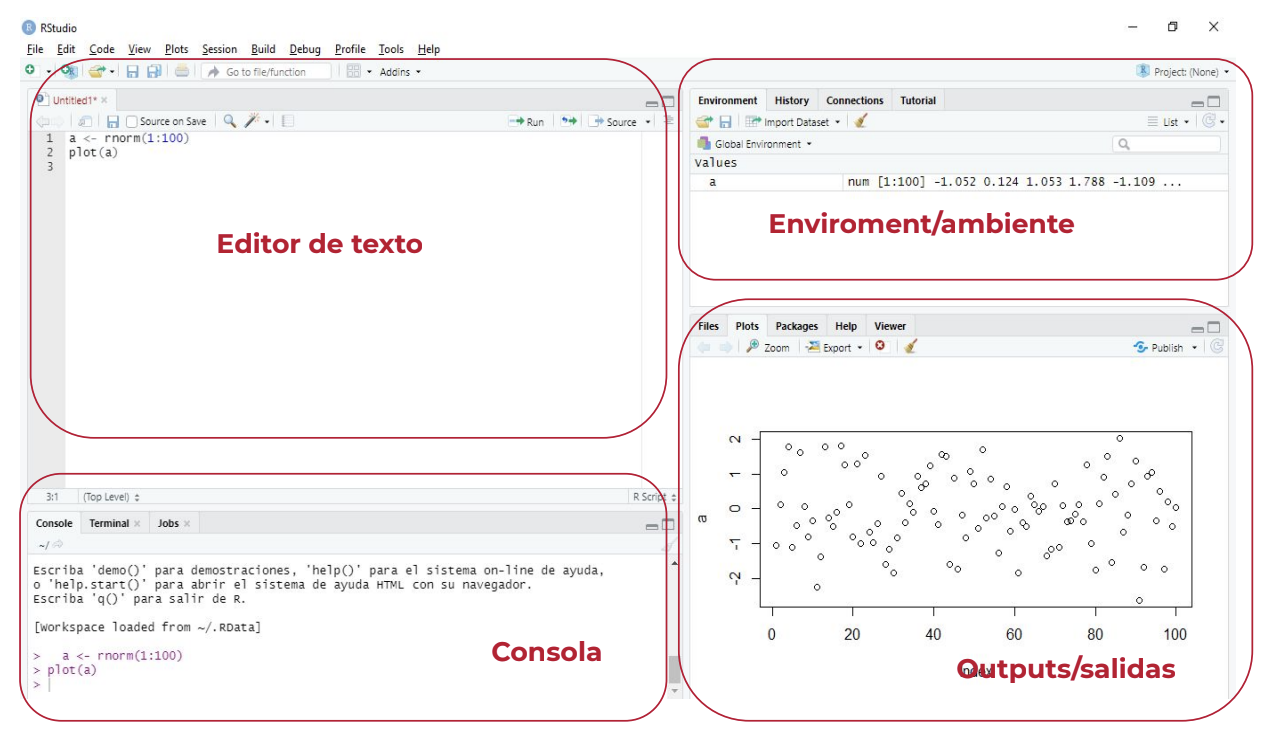 RStudio
File Edit Code View Plots Session Build Debug Profile Tools Help
Go to file/function Addins Project: (None)
Untitled1* ×
Source on Save Run Source
1 a <- rnorm(1:100)
2 plot(a)
3
Editor de texto
3:1 (Top Level) R Script
Environment History Connections Tutorial
Import Dataset List
Global Environment
Values
a num [1:100] -1.052 0.124 1.053 1.788 -1.109 ...
Enviroment/ambiente
Console Terminal × Jobs ×
~/
Escriba 'demo()' para demostraciones, 'help()' para el sistema on-line de ayuda,
o 'help.start()' para abrir el sistema de ayuda HTML con su navegador.
Escriba 'q()' para salir de R.
[Workspace loaded from ~/.RData]
> a <- rnorm(1:100)
> plot(a)
>
Consola
Files Plots Packages Help Viewer
Zoom Export Publish
2
1
0
-1
-2
a
0 20 40 60 80 100
Index
Outputs/salidas